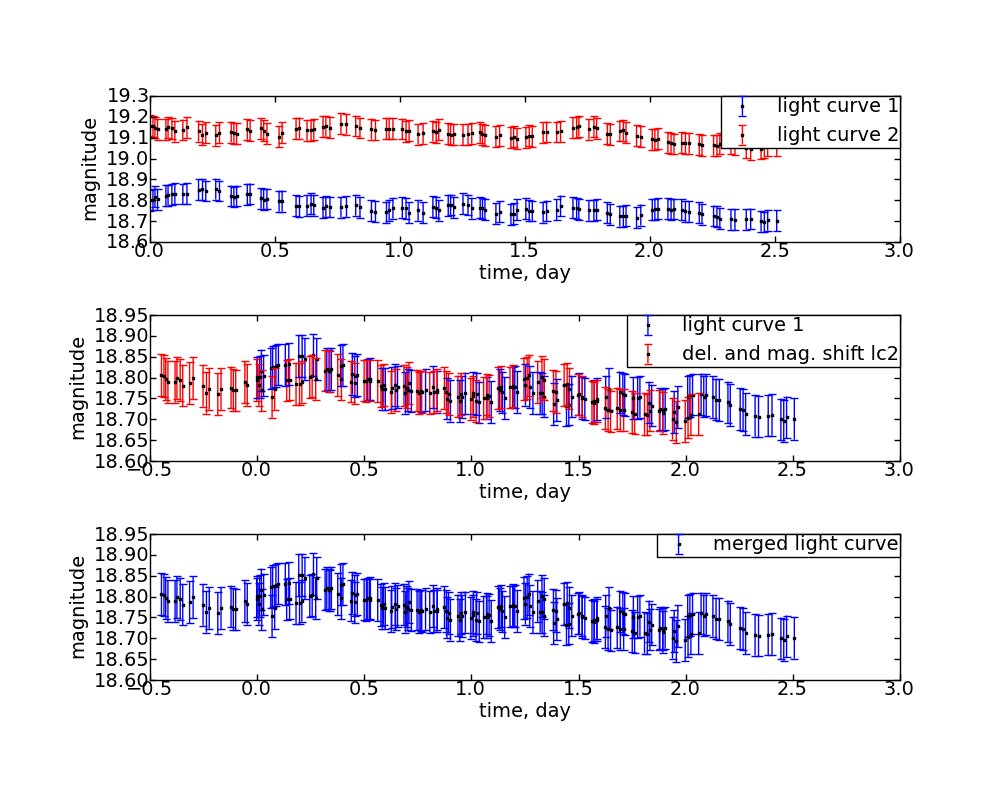 19.3
19.2
19.1
19.0
18.9
18.8
18.7
18.6
magnitude
light curve 1
light curve 2
0.0 0.5 1.0 1.5 2.0 2.5 3.0
time, day
18.95
18.90
18.85
18.80
18.75
18.70
18.65
18.60
magnitude
light curve 1
del. and mag. shift lc2
−0.5 0.0 0.5 1.0 1.5 2.0 2.5 3.0
time, day
18.95
18.90
18.85
18.80
18.75
18.70
18.65
18.60
magnitude
merged light curve
−0.5 0.0 0.5 1.0 1.5 2.0 2.5 3.0
time, day